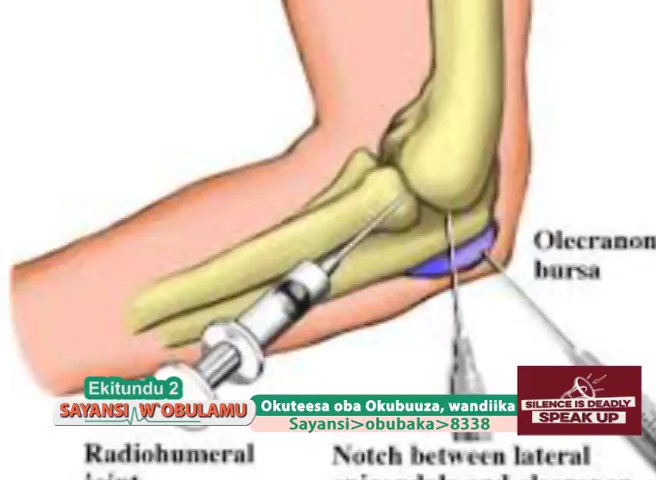 Olecranon
bursa
Ekitundu 2
SAYANSI W'OBULAMU
Okuteesa oba Okubuuza, wandiika
Sayansi>obubaka>8338
SILENCE IS DEADLY
SPEAK UP
Radiohumeral
Notch between lateral